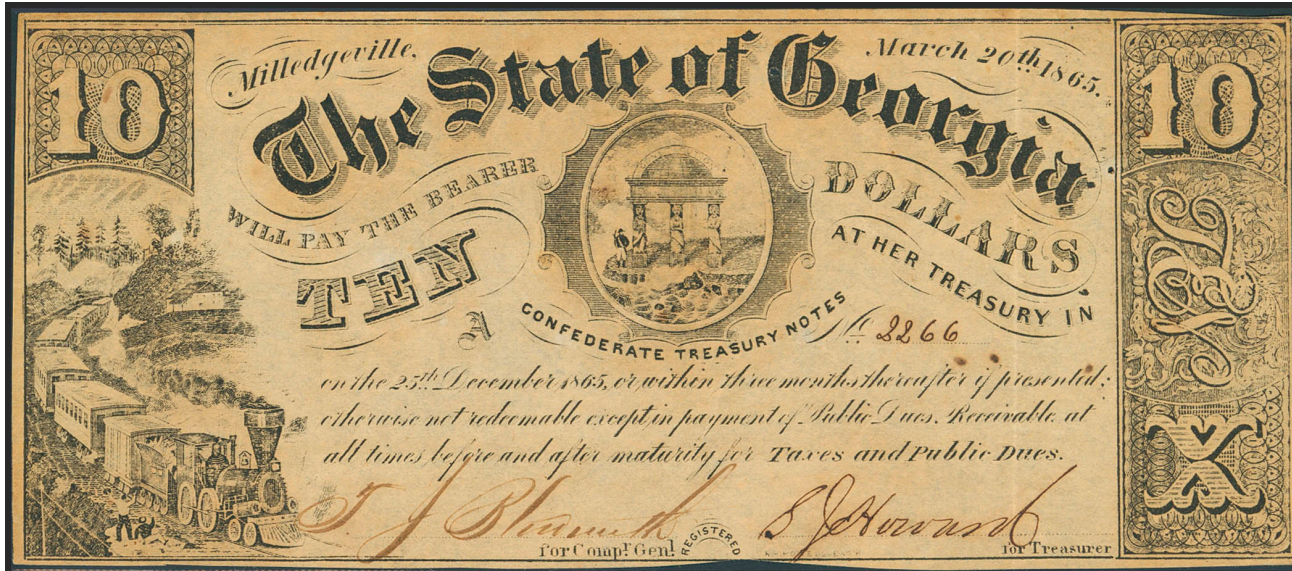 10
Milledgeville,
March 20th 1865.
10
The State of Georgia
WILL PAY THE BEARER
TEN
DOLLARS
AT HER TREASURY IN
CONFEDERATE TREASURY NOTES
A
No 2266
on the 25th December 1865, or within three months thereafter if presented;
otherwise not redeemable except in payment of Public Dues. Receivable at
all times, before and after maturity for Taxes and Public Dues.
X
T J
S J Howard
for Compr. Genl.
REGISTERED
for Treasurer